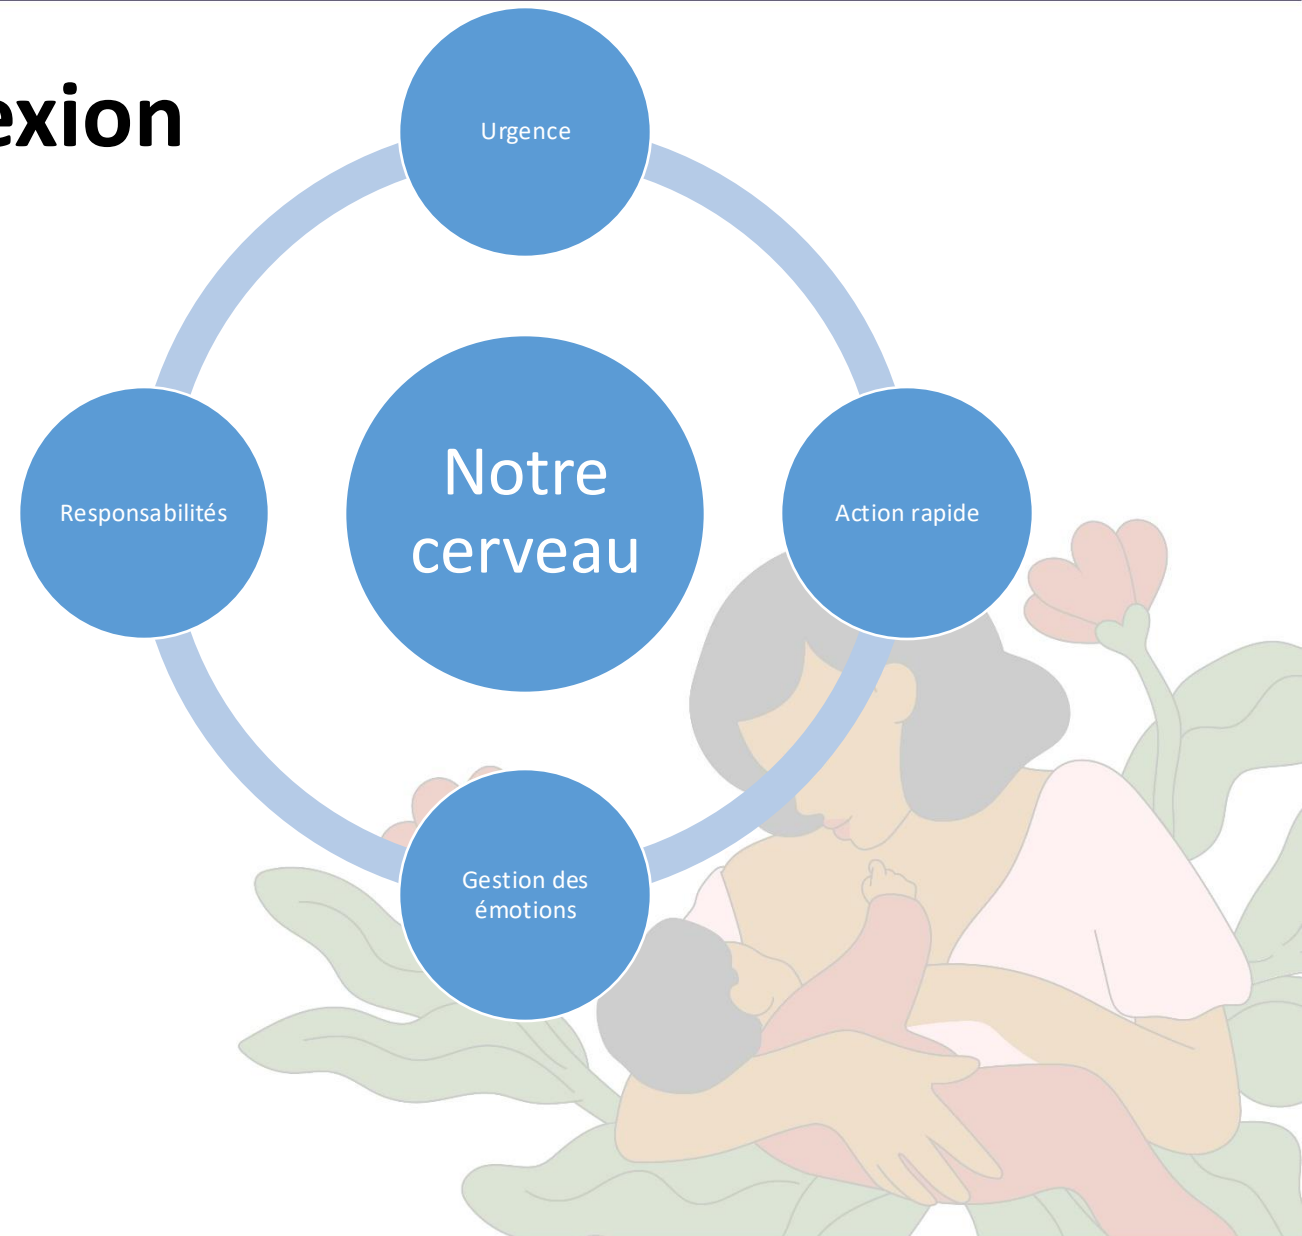 exion
Urgence
Notre
cerveau
Responsabilités
Action rapide
Gestion des
émotions